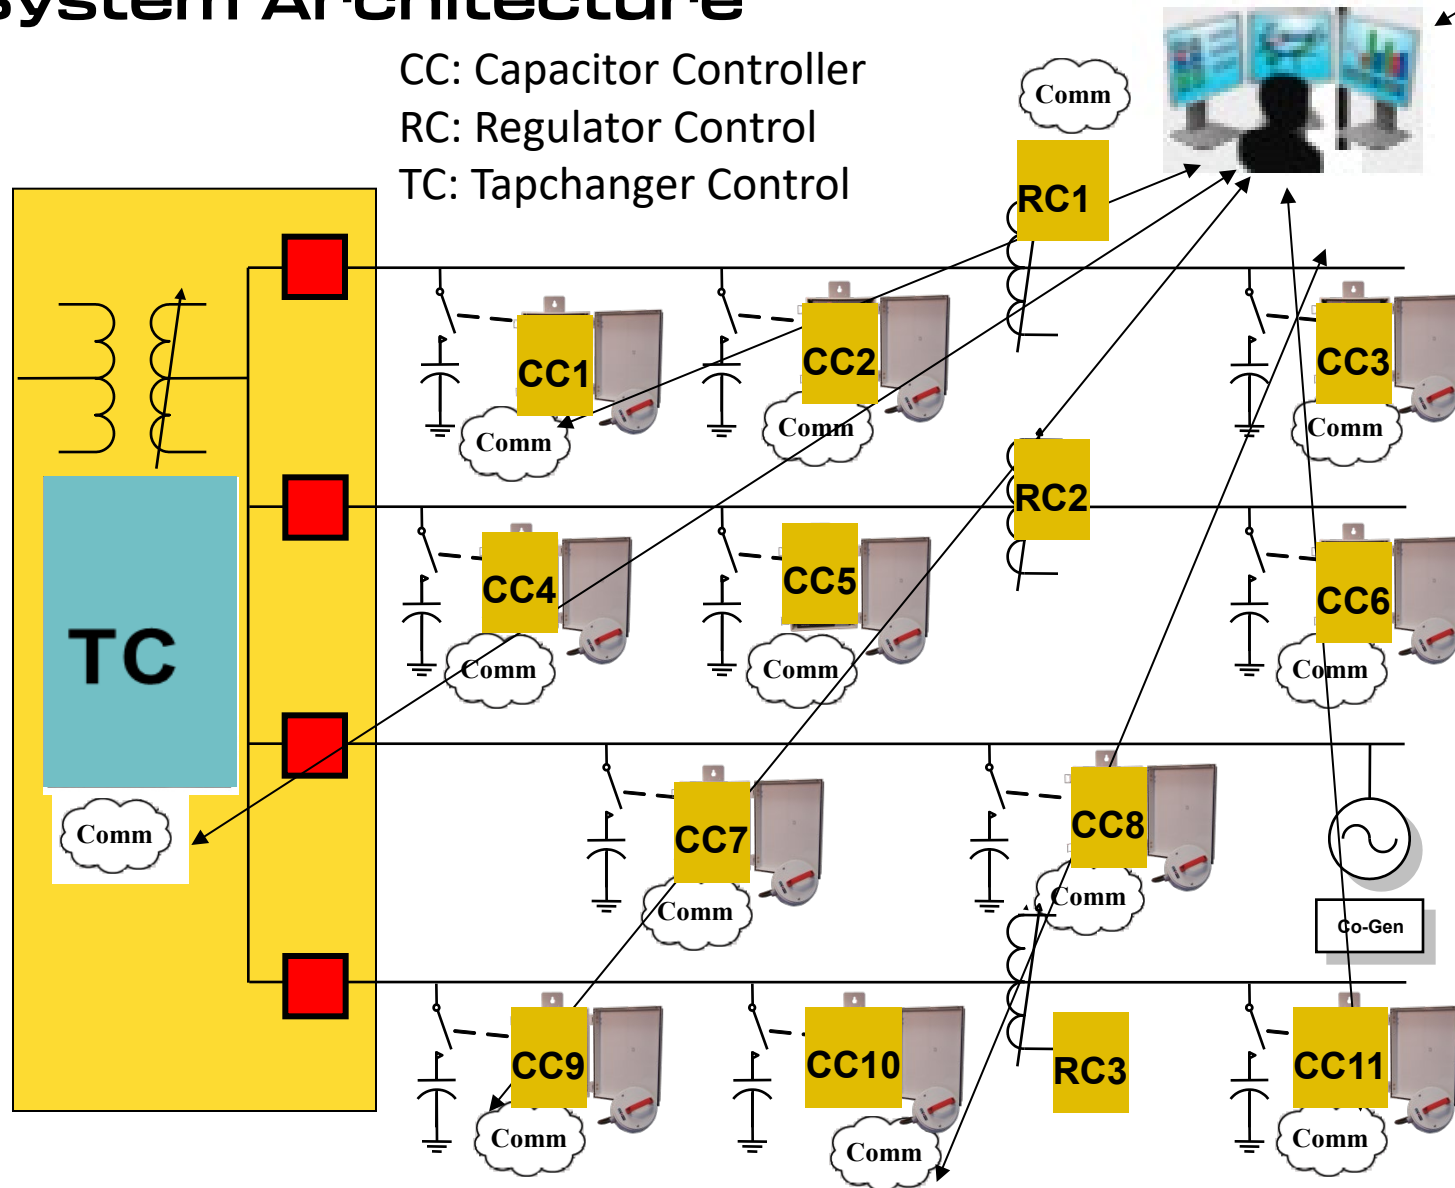 System Architecture
CC: Capacitor Controller
RC: Regulator Control
TC: Tapchanger Control
Comm
RC1
CC1
Comm
CC2
Comm
CC3
Comm
RC2
TC
Comm
CC4
Comm
CC5
Comm
CC6
Comm
CC7
Comm
CC8
Comm
Co-Gen
CC9
Comm
CC10
Comm
RC3
CC11
Comm